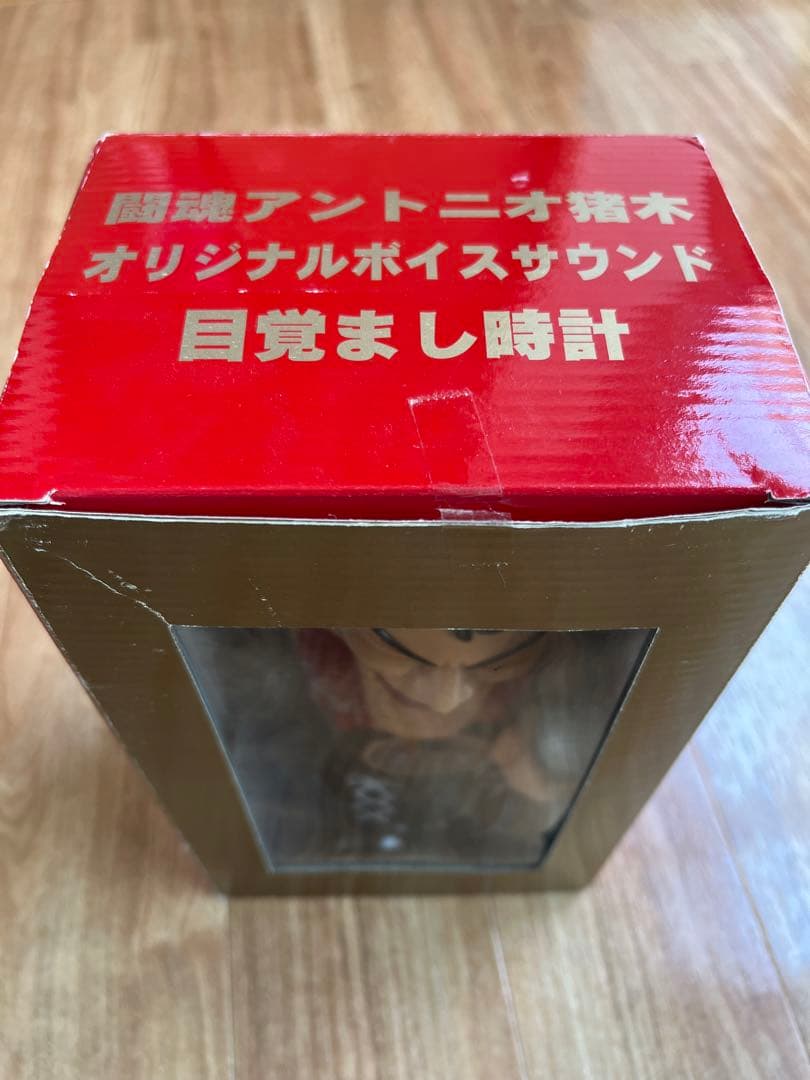 闘魂アントニオ猪木
オリジナルボイスサウンド
目覚まし時計